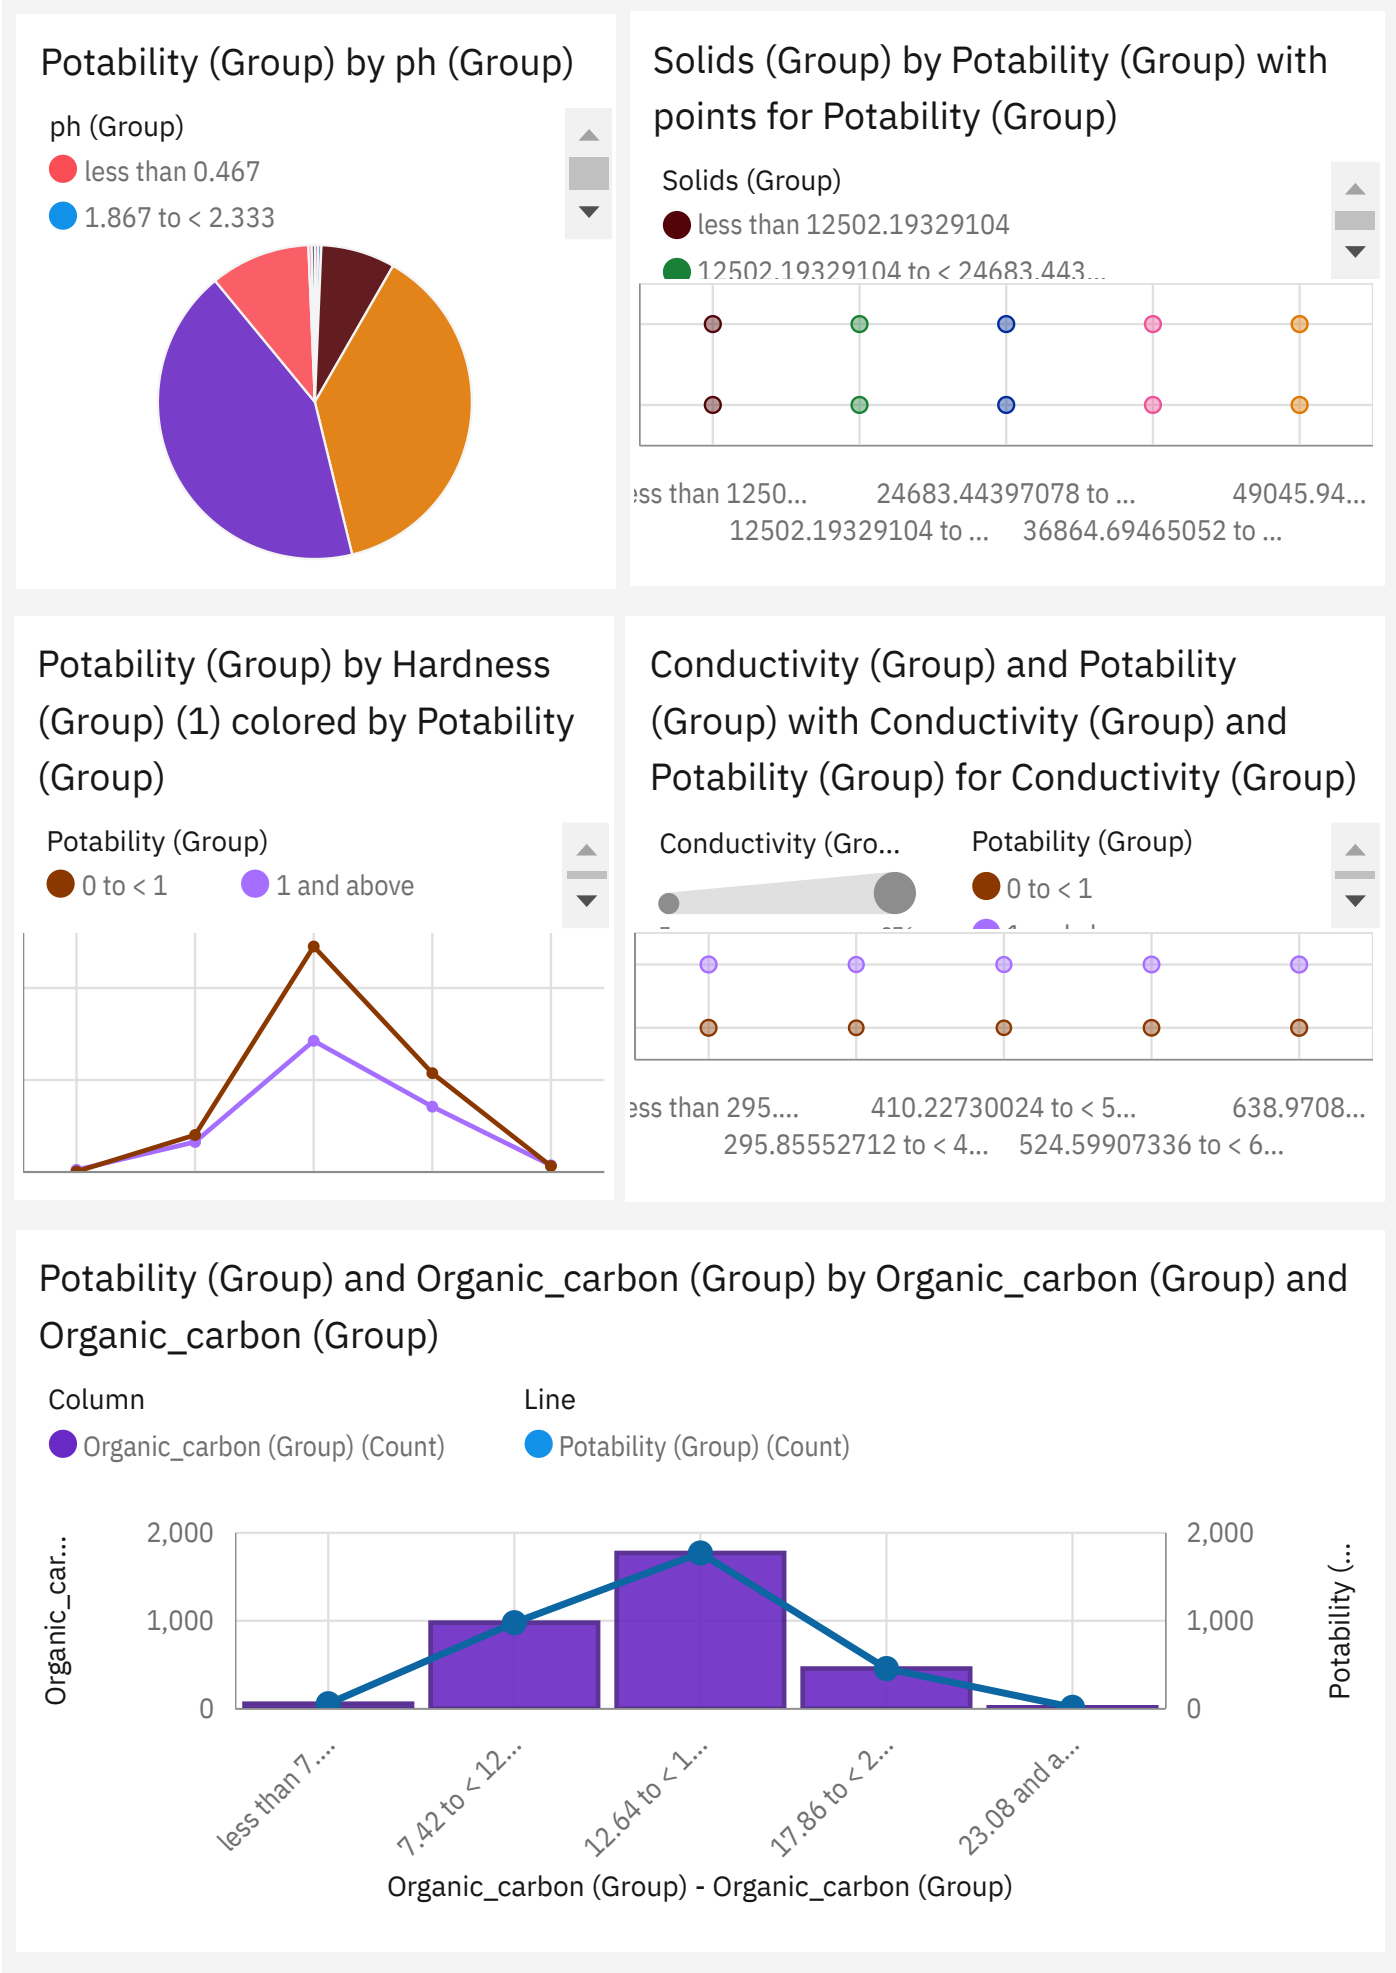 Potability (Group) by ph (Group)
ph (Group)
less than 0.467
1.867 to < 2.333
Solids (Group) by Potability (Group) with
points for Potability (Group)
Solids (Group)
less than 12502.19329104
12502.19329104 to < 24683.443...
ess than 1250...
24683.44397078 to ...
49045.94...
12502.19329104 to ...
36864.69465052 to ...
Potability (Group) by Hardness
(Group) (1) colored by Potability
(Group)
Potability (Group)
0 to < 1
1 and above
Conductivity (Group) and Potability
(Group) with Conductivity (Group) and
Potability (Group) for Conductivity (Group)
Conductivity (Gro...
Potability (Group)
0 to < 1
ess than 295....
410.22730024 to < 5...
638.9708...
295.85552712 to < 4...
524.59907336 to < 6...
Potability (Group) and Organic_carbon (Group) by Organic_carbon (Group) and
Organic_carbon (Group)
Column
Line
Organic_carbon (Group) (Count)
Potability (Group) (Count)
Organic_car...
2,000
1,000
0
2,000
1,000
0
Potability (...
less than 7....
7.42 to < 12...
12.64 to < 1...
17.86 to < 2...
23.08 and a...
Organic_carbon (Group) - Organic_carbon (Group)